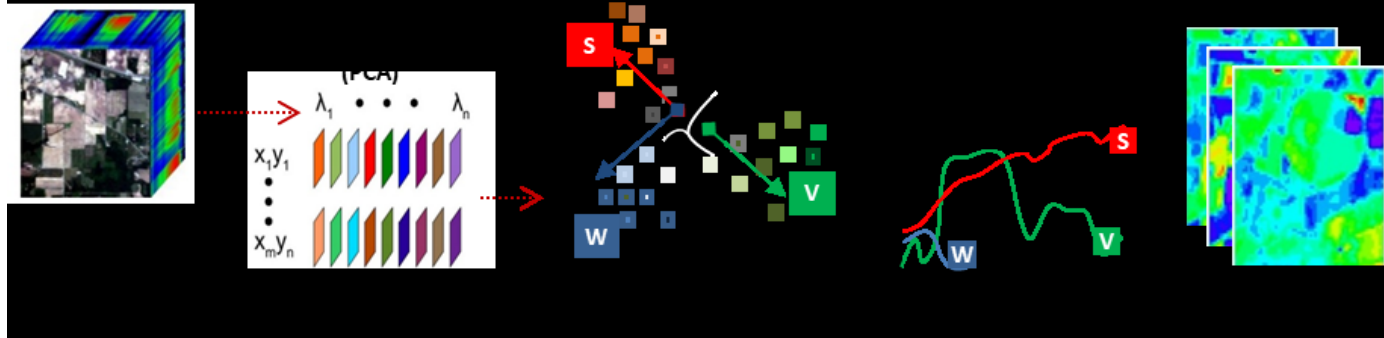 (PCA)
λ1 • • • λn
x1y1
xmyn
S
W
V
S
W
V